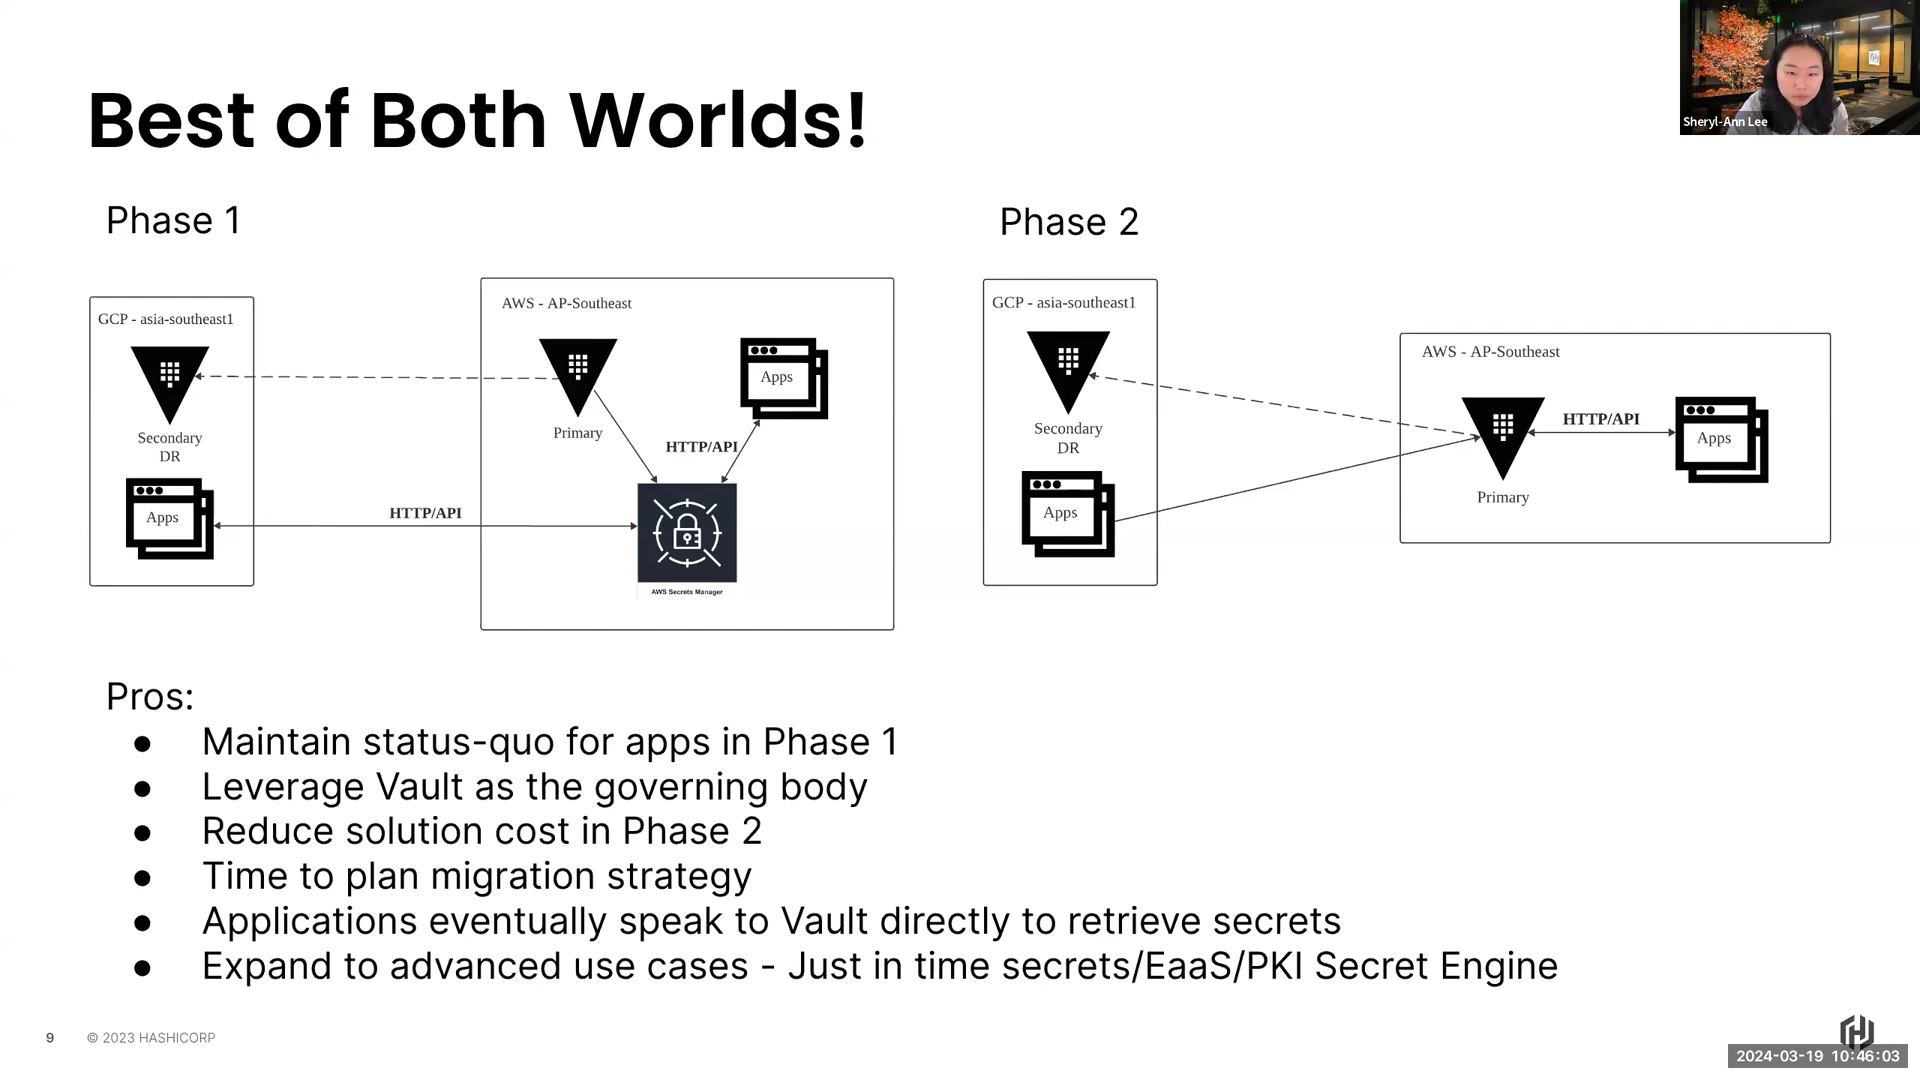 Best of Both Worlds!
Sheryl-Ann Lee
Phase 1
Phase 2
GCP - asia-southeast1
Secondary
DR
Apps
HTTP/API
AWS - AP-Southeast
Primary
Apps
HTTP/API
AWS Secrets Manager
GCP - asia-southeast1
Secondary
DR
Apps
AWS - AP-Southeast
HTTP/API
Apps
Primary
Pros:
● Maintain status-quo for apps in Phase 1
● Leverage Vault as the governing body
● Reduce solution cost in Phase 2
● Time to plan migration strategy
● Applications eventually speak to Vault directly to retrieve secrets
● Expand to advanced use cases - Just in time secrets/EaaS/PKI Secret Engine
9 © 2023 HASHICORP
2024-03-19 10:46:03